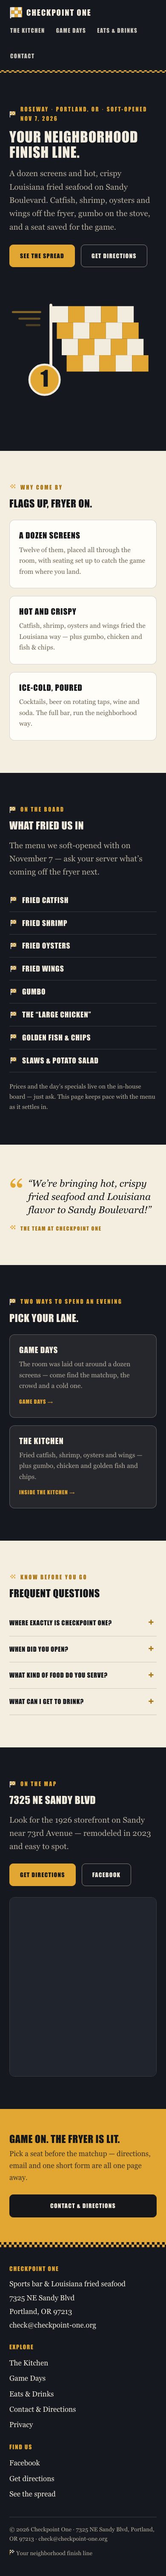 CHECKPOINT ONE
THE KITCHEN GAME DAYS EATS & DRINKS
CONTACT
ROSEWAY · PORTLAND, OR · SOFT-OPENED
NOV 7, 2026
YOUR NEIGHBORHOOD
FINISH LINE.
A dozen screens and hot, crispy
Louisiana fried seafood on Sandy
Boulevard. Catfish, shrimp, oysters and
wings off the fryer, gumbo on the stove,
and a seat saved for the game.
SEE THE SPREAD GET DIRECTIONS
1
WHY COME BY
FLAGS UP, FRYER ON.
A DOZEN SCREENS
Twelve of them, placed all through the
room, with seating set up to catch the game
from where you land.
HOT AND CRISPY
Catfish, shrimp, oysters and wings fried the
Louisiana way — plus gumbo, chicken and
fish & chips.
ICE-COLD, POURED
Cocktails, beer on rotating taps, wine and
soda. The full bar, run the neighborhood
way.
ON THE BOARD
WHAT FRIED US IN
The menu we soft-opened with on
November 7 — ask your server what's
coming off the fryer next.
FRIED CATFISH
FRIED SHRIMP
FRIED OYSTERS
FRIED WINGS
GUMBO
THE "LARGE CHICKEN"
GOLDEN FISH & CHIPS
SLAWS & POTATO SALAD
Prices and the day's specials live on the in-house
board — just ask. This page keeps pace with the menu
as it settles in.
"We're bringing hot, crispy
fried seafood and Louisiana
flavor to Sandy Boulevard!"
THE TEAM AT CHECKPOINT ONE
TWO WAYS TO SPEND AN EVENING
PICK YOUR LANE.
GAME DAYS
The room was laid out around a dozen
screens — come find the matchup, the
crowd and a cold one.
GAME DAYS →
THE KITCHEN
Fried catfish, shrimp, oysters and wings —
plus gumbo, chicken and golden fish and
chips.
INSIDE THE KITCHEN →
KNOW BEFORE YOU GO
FREQUENT QUESTIONS
WHERE EXACTLY IS CHECKPOINT ONE? +
WHEN DID YOU OPEN? +
WHAT KIND OF FOOD DO YOU SERVE? +
WHAT CAN I GET TO DRINK? +
ON THE MAP
7325 NE SANDY BLVD
Look for the 1926 storefront on Sandy
near 73rd Avenue — remodeled in 2023
and easy to spot.
GET DIRECTIONS FACEBOOK
GAME ON. THE FRYER IS LIT.
Pick a seat before the matchup — directions,
email and one short form are all one page
away.
CONTACT & DIRECTIONS
CHECKPOINT ONE
Sports bar & Louisiana fried seafood
7325 NE Sandy Blvd
Portland, OR 97213
check@checkpoint-one.org
EXPLORE
The Kitchen
Game Days
Eats & Drinks
Contact & Directions
Privacy
FIND US
Facebook
Get directions
See the spread
© 2026 Checkpoint One · 7325 NE Sandy Blvd, Portland,
OR 97213 · check@checkpoint-one.org
Your neighborhood finish line